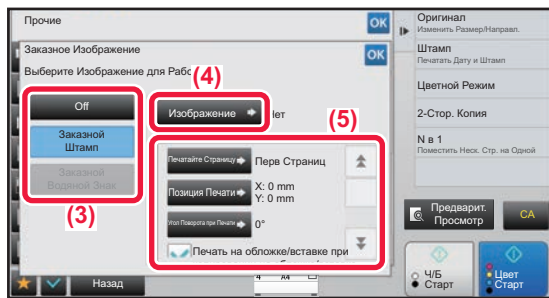 Прочие
OK
Заказное Изображение
OK
Выберите Изображение для Рабо
(4)
Off
Изображение
Нет
(5)
Заказной
Штамп
Заказной
Водяной Знак
(3)
Печатайте Страницу
Перв Страниц
Позиция Печати
X: 0 mm
Y: 0 mm
Угол Поворота при Печати
0°
Печать на обложке/вставке при
A4
Назад
Оригинал
Изменить Размер/Направл.
Штамп
Печатать Дату и Штамп
Цветной Режим
2-Стор. Копия
N в 1
Поместить Неск. Стр. на Одной
Предварит.
Просмотр
CA
Ч/Б
Старт
Цвет
Старт